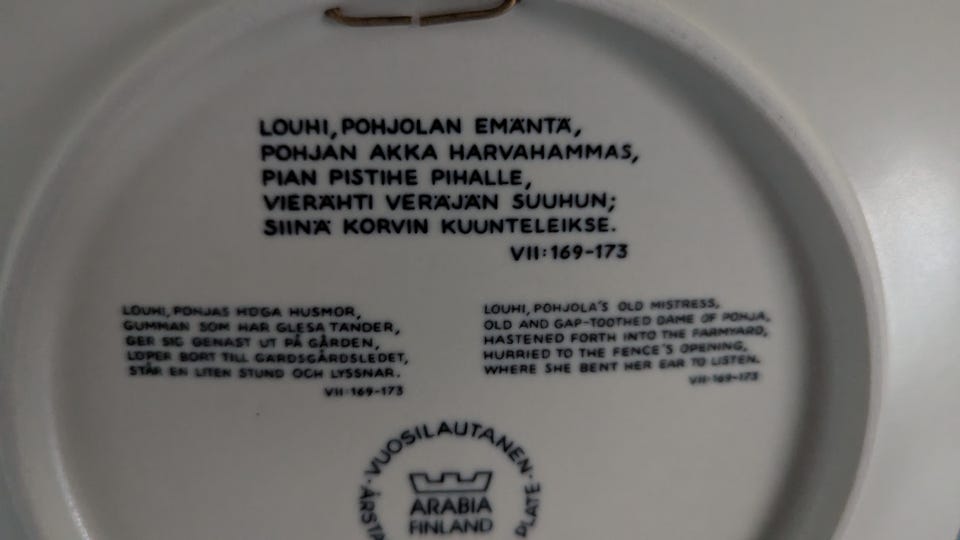 LOUHI, POHJOLAN EMÄNTÄ,
POHJAN AKKA HARVAHAMMAS,
PIAN PISTIHE PIHALLE,
VIERÄHTI VERÄJÄN SUUHUN;
SIINÄ KORVIN KUUNTELEIKSE.
VII:169-173
LOUHI, POHJAS HÖGA HUSMOR,
GUMMAN SOM HAR GLESA TÄNDER,
GER SIG GENAST UT PÅ GÅRDEN,
LÖPER BORT TILL GÄRDSGÅRDSLEDET,
STÅR EN LITEN STUND OCH LYSSNAR.
VII:169-173
LOUHI, POHJOLA'S OLD MISTRESS,
OLD AND GAP-TOOTHED DAME OF POHJA,
HASTENED FORTH INTO THE FARMYARD,
HURRIED TO THE FENCE'S OPENING,
WHERE SHE BENT HER EAR TO LISTEN.
VII:169-173
·VUOSILAUTANEN·
ÅRSTA
PLATE·
ARABIA
FINLAND